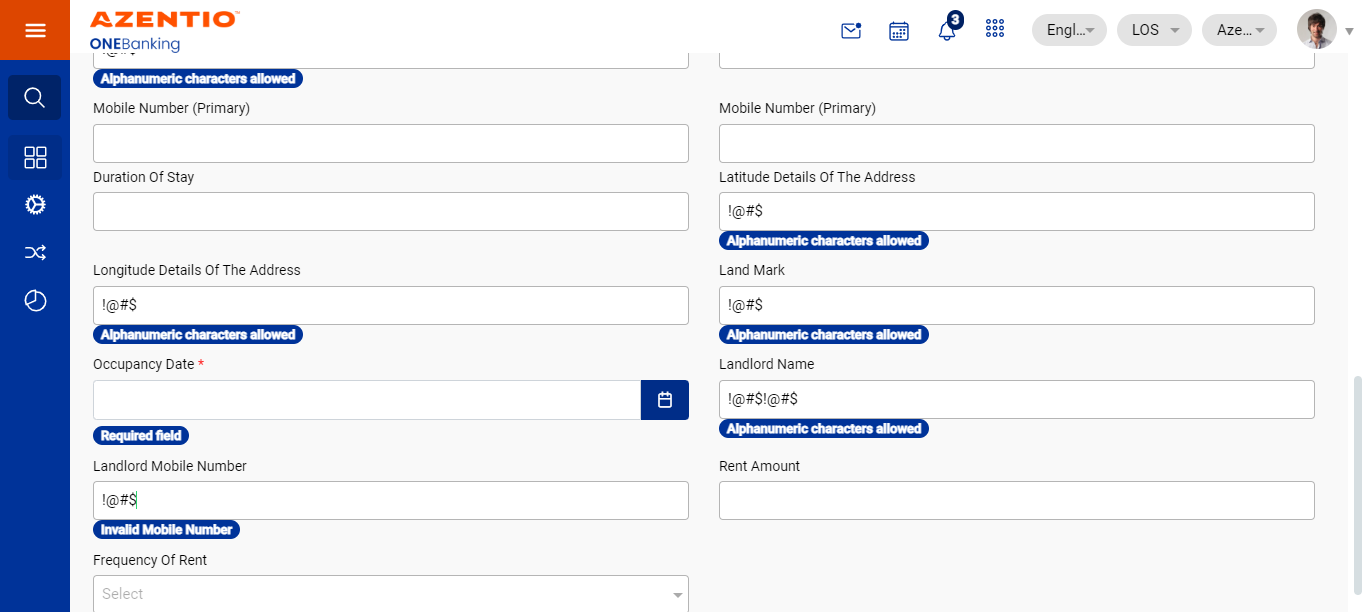 AZENTIO™
ONEBanking
3
Engl...
LOS
Aze...
Alphanumeric characters allowed
Mobile Number (Primary)
Mobile Number (Primary)
Duration Of Stay
Latitude Details Of The Address
!@#$
Alphanumeric characters allowed
Longitude Details Of The Address
Land Mark
!@#$
!@#$
Alphanumeric characters allowed
Alphanumeric characters allowed
Occupancy Date *
Landlord Name
!@#$!@#$
Required field
Alphanumeric characters allowed
Landlord Mobile Number
Rent Amount
!@#$
Invalid Mobile Number
Frequency Of Rent
Select